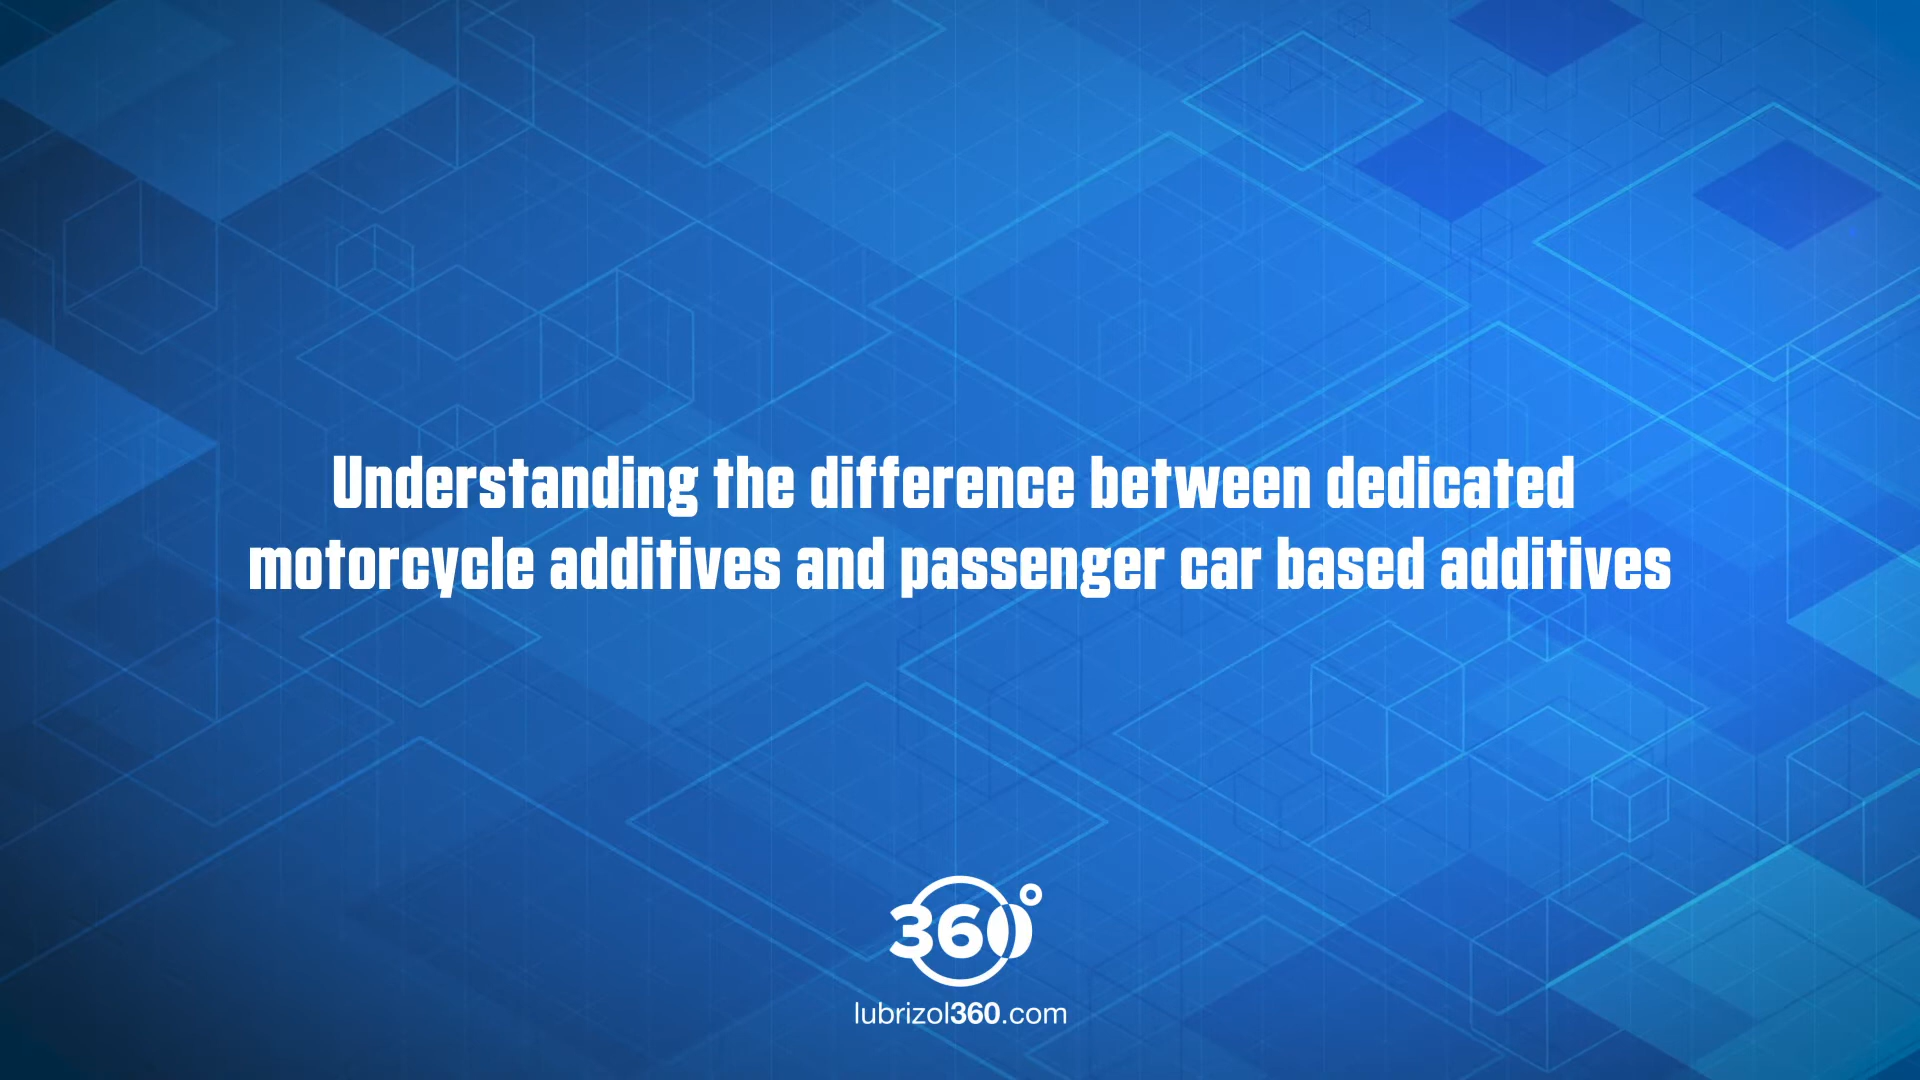 Understanding the difference between dedicated
motorcycle additives and passenger car based additives
360°
lubrizol360.com